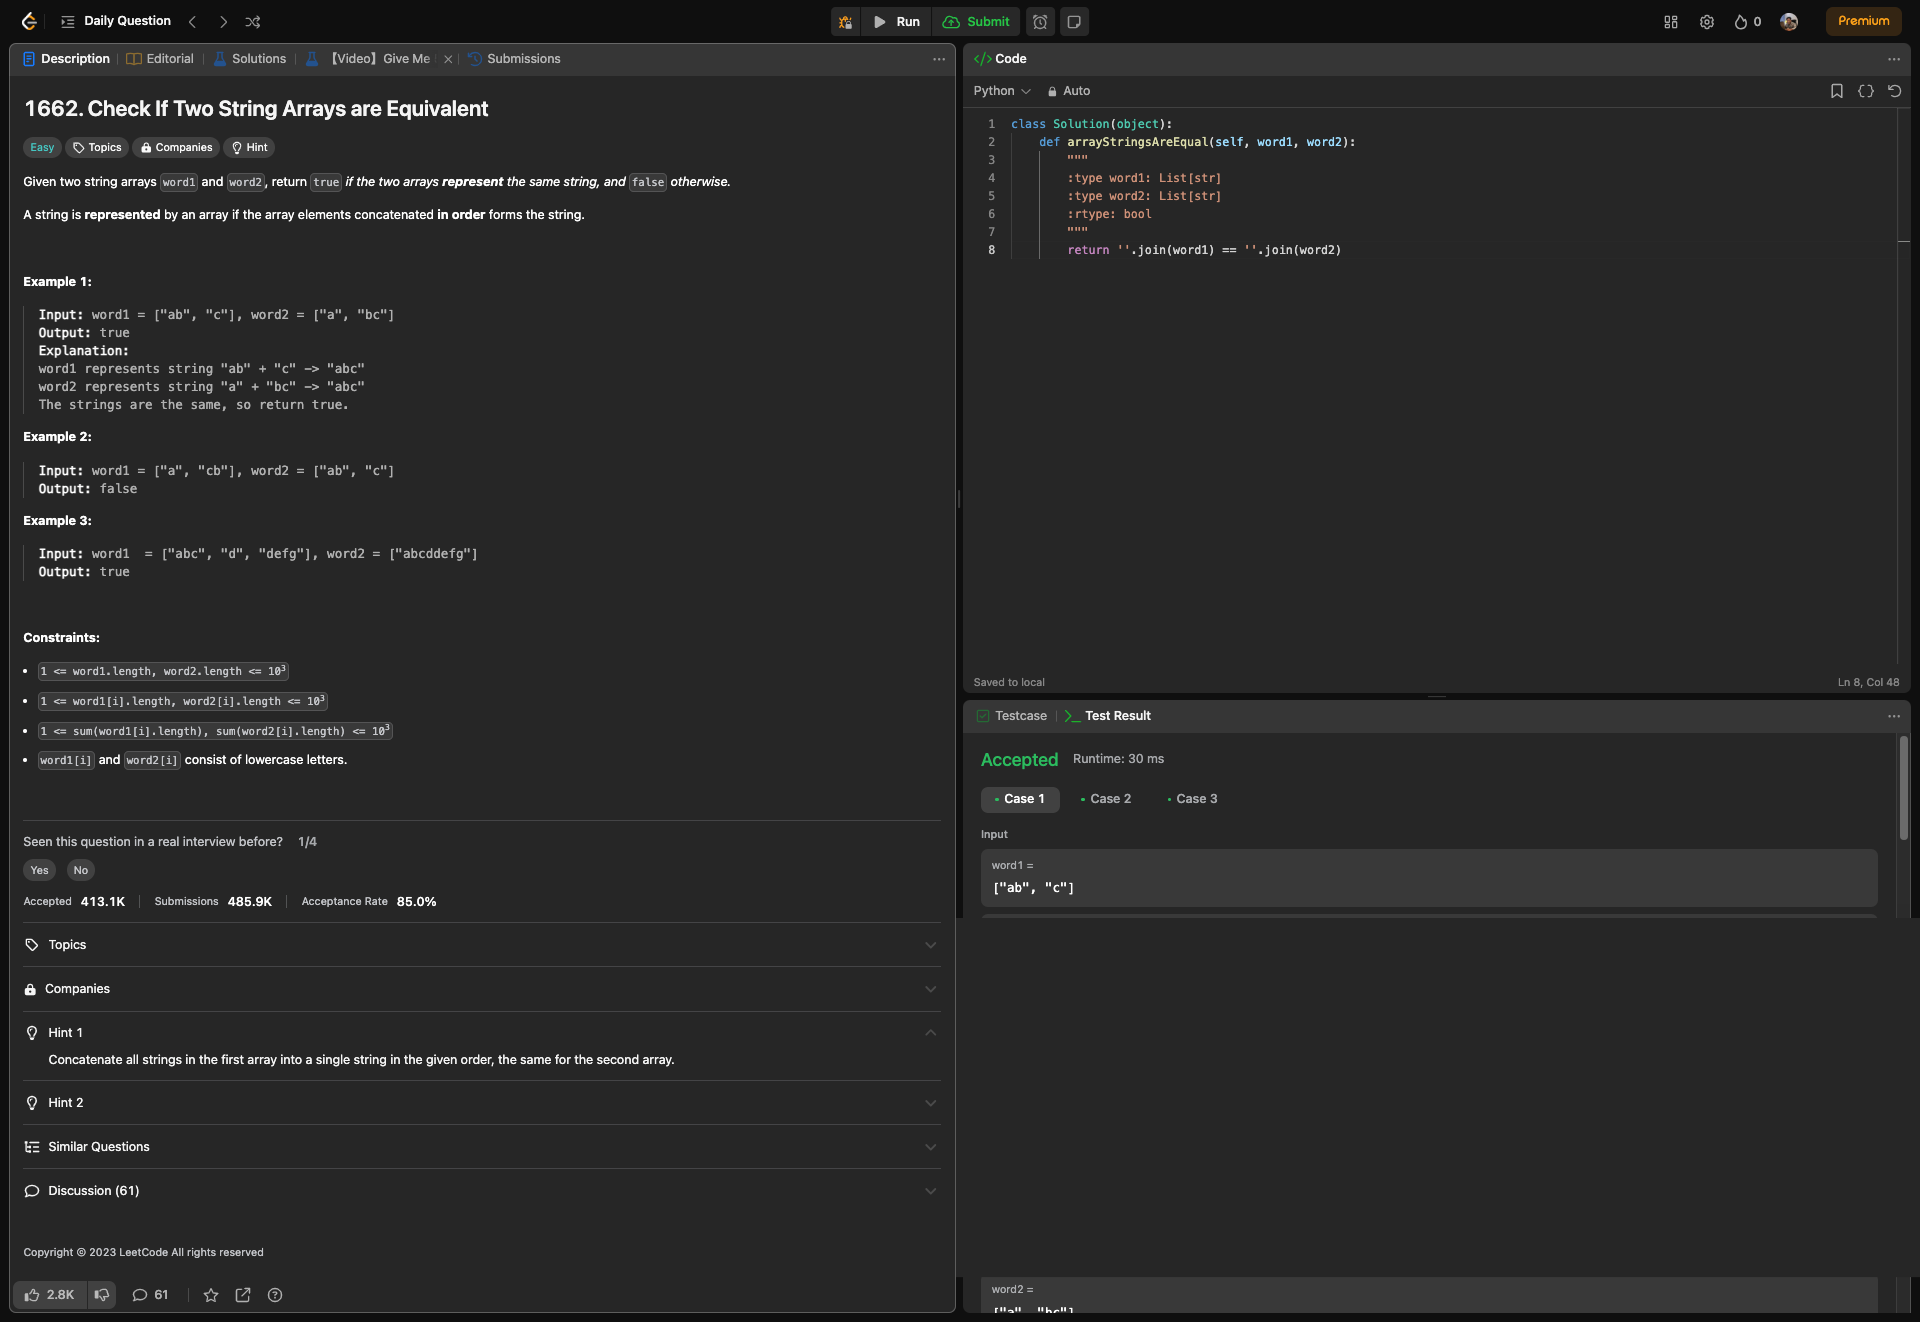 Daily Question
Run
Submit
0
Premium
Description
Editorial
Solutions
【Video】Give Me
Submissions
1662. Check If Two String Arrays are Equivalent
Easy
Topics
Companies
Hint
Given two string arrays word1 and word2, return true if the two arrays represent the same string, and false otherwise.
A string is represented by an array if the array elements concatenated in order forms the string.
Example 1:
Input: word1 = ["ab", "c"], word2 = ["a", "bc"]
Output: true
Explanation:
word1 represents string "ab" + "c" -> "abc"
word2 represents string "a" + "bc" -> "abc"
The strings are the same, so return true.
Example 2:
Input: word1 = ["a", "cb"], word2 = ["ab", "c"]
Output: false
Example 3:
Input: word1  = ["abc", "d", "defg"], word2 = ["abcddefg"]
Output: true
Constraints:
1 <= word1.length, word2.length <= 10³
1 <= word1[i].length, word2[i].length <= 10³
1 <= sum(word1[i].length), sum(word2[i].length) <= 10³
word1[i] and word2[i] consist of lowercase letters.
Seen this question in a real interview before? 1/4
Yes
No
Accepted 413.1K
Submissions 485.9K
Acceptance Rate 85.0%
Topics
Companies
Hint 1
Concatenate all strings in the first array into a single string in the given order, the same for the second array.
Hint 2
Similar Questions
Discussion (61)
Copyright © 2023 LeetCode All rights reserved
2.8K
61
Code
Python
Auto
1 class Solution(object):
2     def arrayStringsAreEqual(self, word1, word2):
3         """
4         :type word1: List[str]
5         :type word2: List[str]
6         :rtype: bool
7         """
8         return ''.join(word1) == ''.join(word2)
Saved to local
Ln 8, Col 48
Testcase
Test Result
Accepted
Runtime: 30 ms
Case 1
Case 2
Case 3
Input
word1 =
["ab", "c"]
word2 =
["a", "bc"]